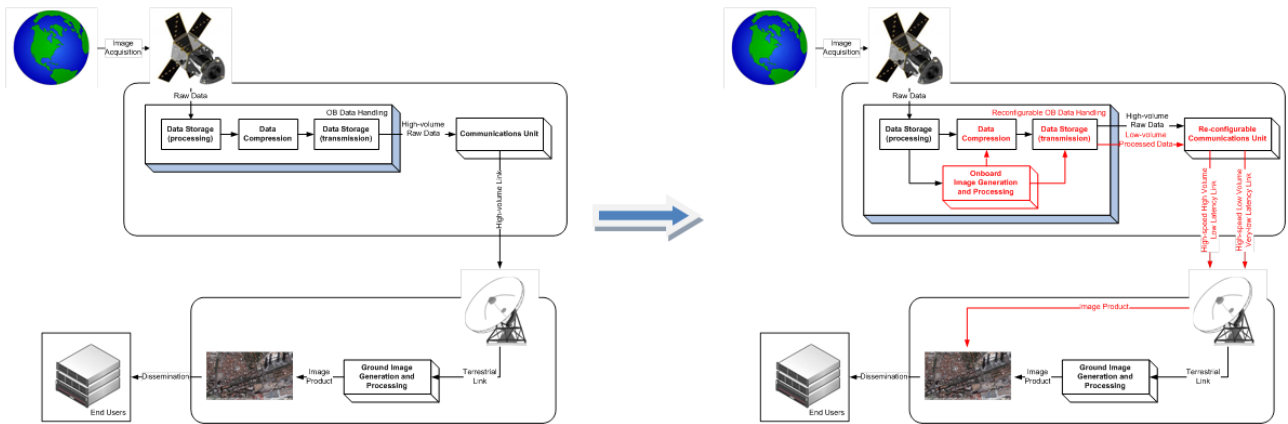 Image
Acquisition
Raw Data
OB Data Handling
Data Storage
(processing)
Data
Compression
Data Storage
(transmission)
High-volume
Raw Data
Communications Unit
High-volume Link
Terrestrial
Link
Ground Image
Generation and
Processing
Image
Product
Dissemination
End Users
Image
Acquisition
Raw Data
Reconfigurable OB Data Handling
Data Storage
(processing)
Data
Compression
Data Storage
(transmission)
High-volume
Raw Data
Low-volume
Processed Data
Re-configurable
Communications Unit
Onboard
Image Generation
and Processing
High-speed High Volume
Low Latency Link
High-speed Low Volume
Very-low Latency Link
Image Product
Terrestrial
Link
Ground Image
Generation and
Processing
Image
Product
Dissemination
End Users